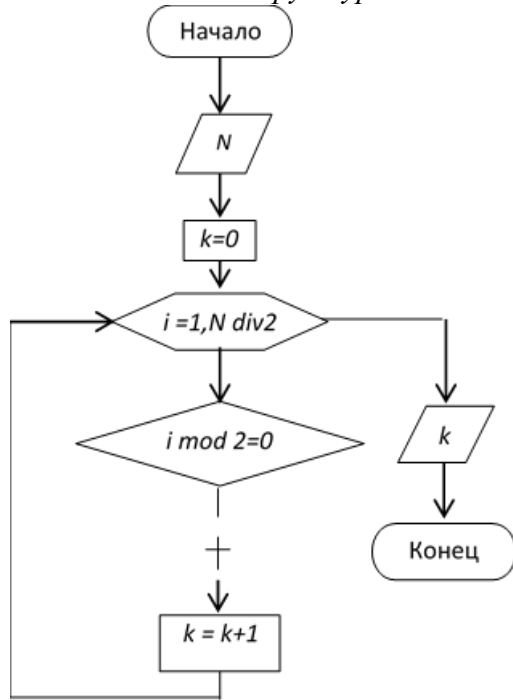 Начало
N
k=0
i =1,N div2
i mod 2=0
k
+
Конец
k = k+1